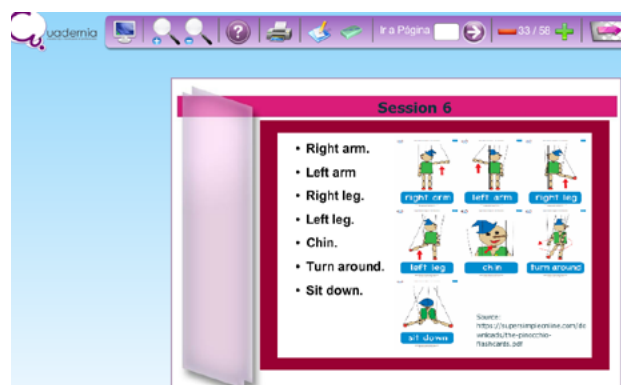 uadernia
Ir a Página
33 / 56
Session 6
• Right arm.
• Left arm
• Right leg.
• Left leg.
• Chin.
• Turn around.
• Sit down.
right arm
left arm
right leg
left leg
chin
turn around
sit down
Source:
https://supersimpleonline.com/do
wnloads/the-pinocchio-
flashcards.pdf